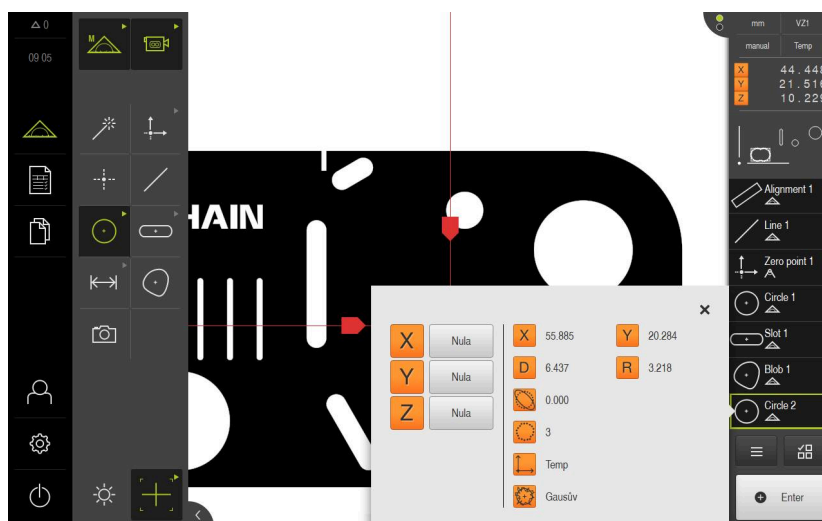 0
09 05
M
HAIN
X Nula
Y Nula
Z Nula
X 55.885 Y 20.284
D 6.437 R 3.218
0.000
3
Temp
Gausův
mm VZ1
manual Temp
X 44.448
Y 21.516
Z 10.229
Alignment 1
Line 1
Zero point 1
Circle 1
Slot 1
Blob 1
Circle 2
Enter